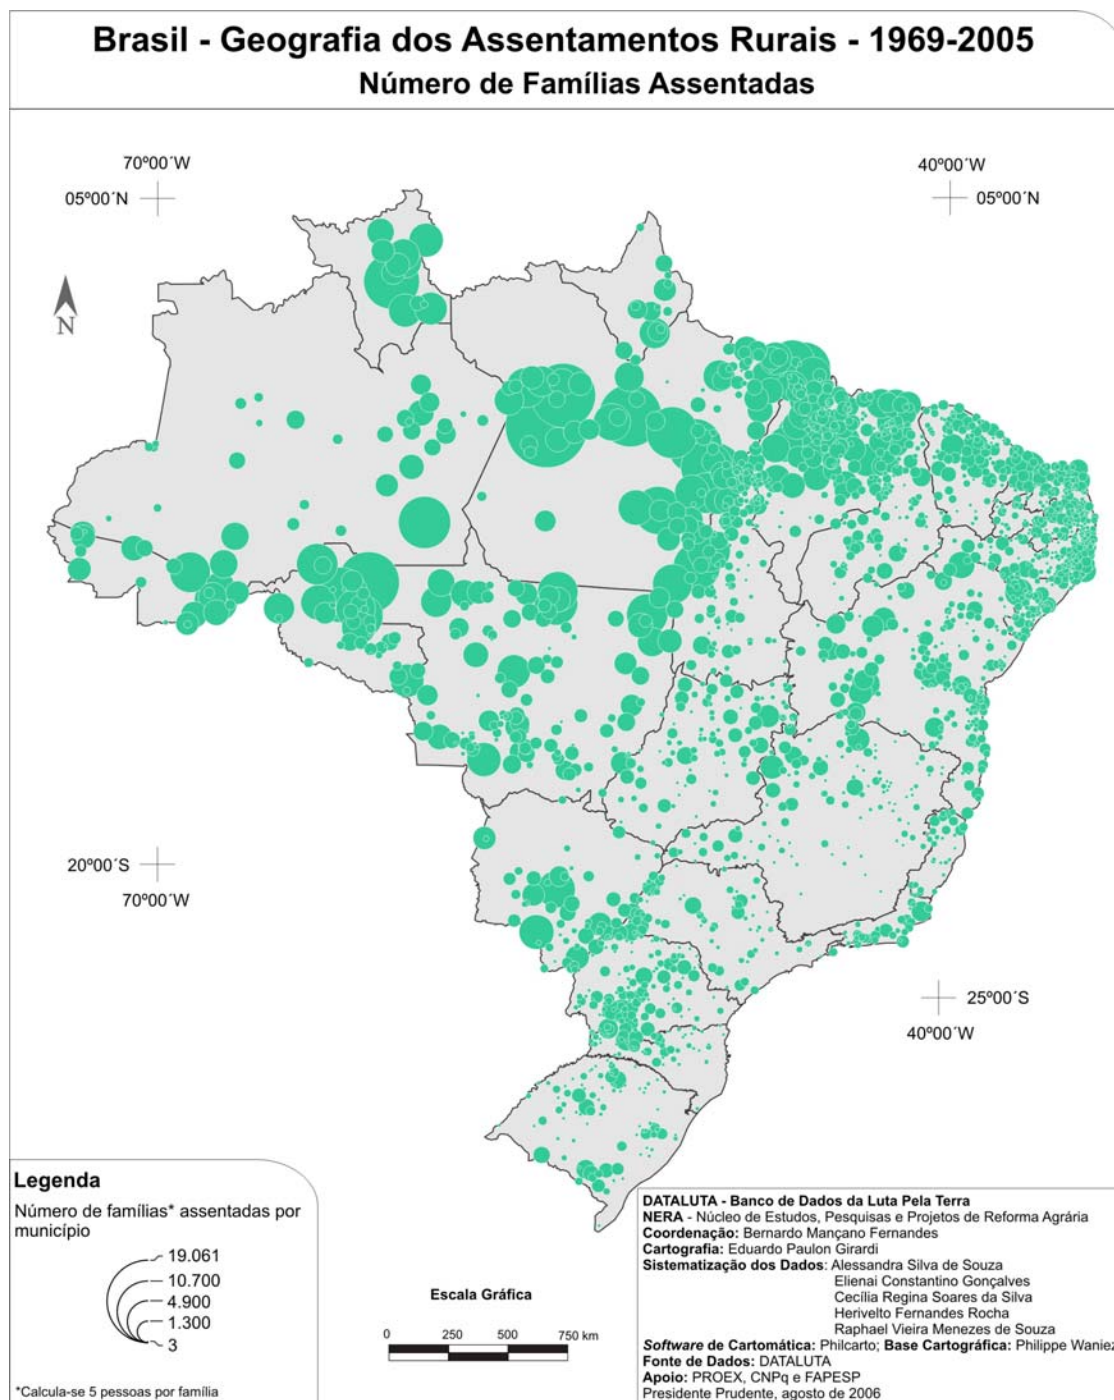 Brasil - Geografia dos Assentamentos Rurais - 1969-2005
Número de Famílias Assentadas
70º00´W
40º00´W
05º00´N
05º00´N
N
20º00´S
70º00´W
25º00´S
40º00´W
Legenda
Número de famílias* assentadas por
município
19.061
10.700
4.900
1.300
3
*Calcula-se 5 pessoas por família
Escala Gráfica
0 250 500 750 km
DATALUTA - Banco de Dados da Luta Pela Terra
NERA - Núcleo de Estudos, Pesquisas e Projetos de Reforma Agrária
Coordenação: Bernardo Mançano Fernandes
Cartografia: Eduardo Paulon Girardi
Sistematização dos Dados: Alessandra Silva de Souza
Elienai Constantino Gonçalves
Cecília Regina Soares da Silva
Herivelto Fernandes Rocha
Raphael Vieira Menezes de Souza
Software de Cartomática: Philcarto; Base Cartográfica: Philippe Waniez
Fonte de Dados: DATALUTA
Apoio: PROEX, CNPq e FAPESP
Presidente Prudente, agosto de 2006